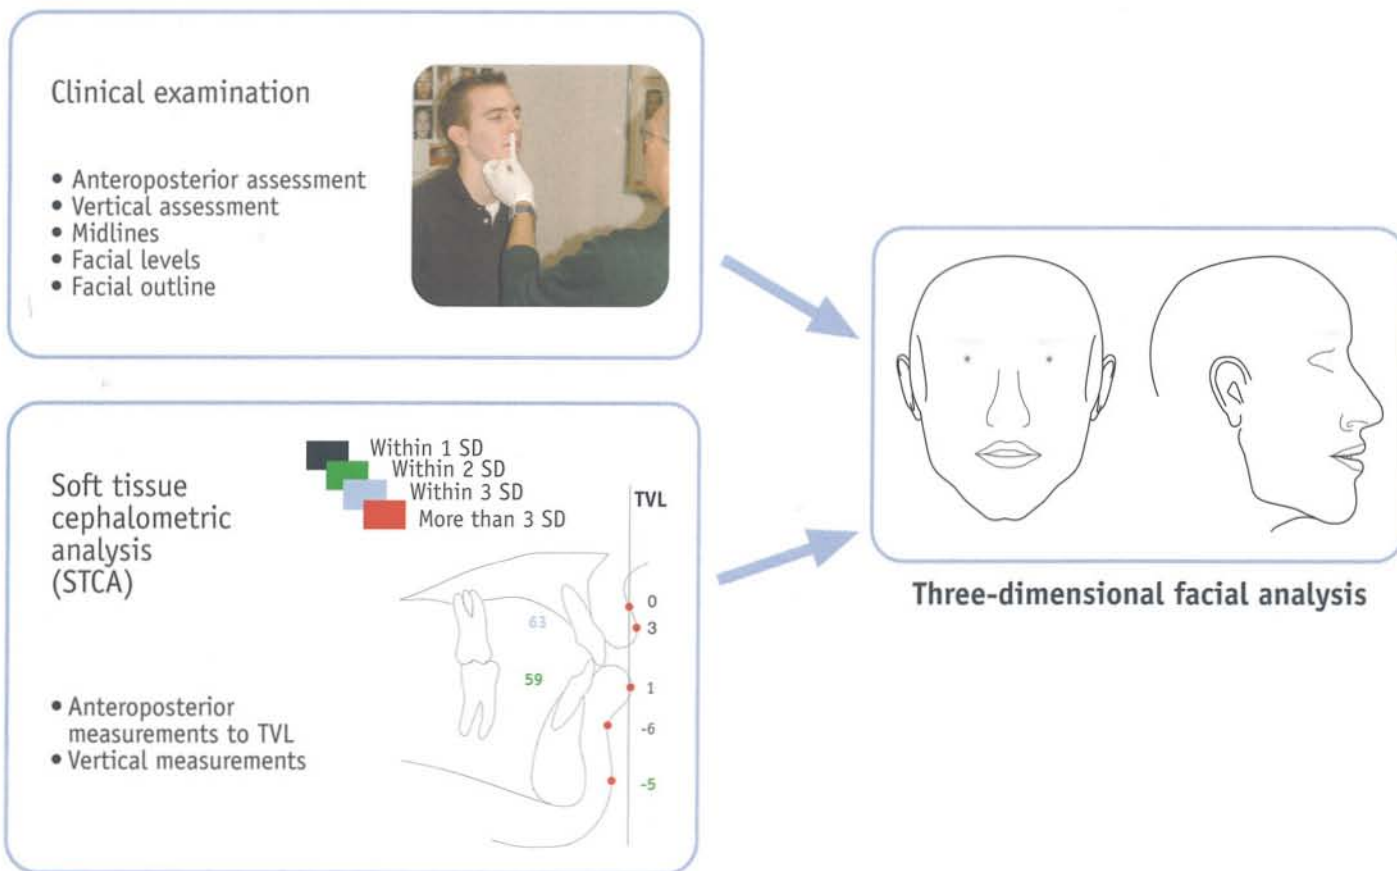 Clinical examination
• Anteroposterior assessment
• Vertical assessment
• Midlines
• Facial levels
• Facial outline
Soft tissue
cephalometric
analysis
(STCA)
Within 1 SD
Within 2 SD
Within 3 SD
More than 3 SD
TVL
0
63
3
59
1
-6
-5
• Anteroposterior
measurements to TVL
• Vertical measurements
Three-dimensional facial analysis